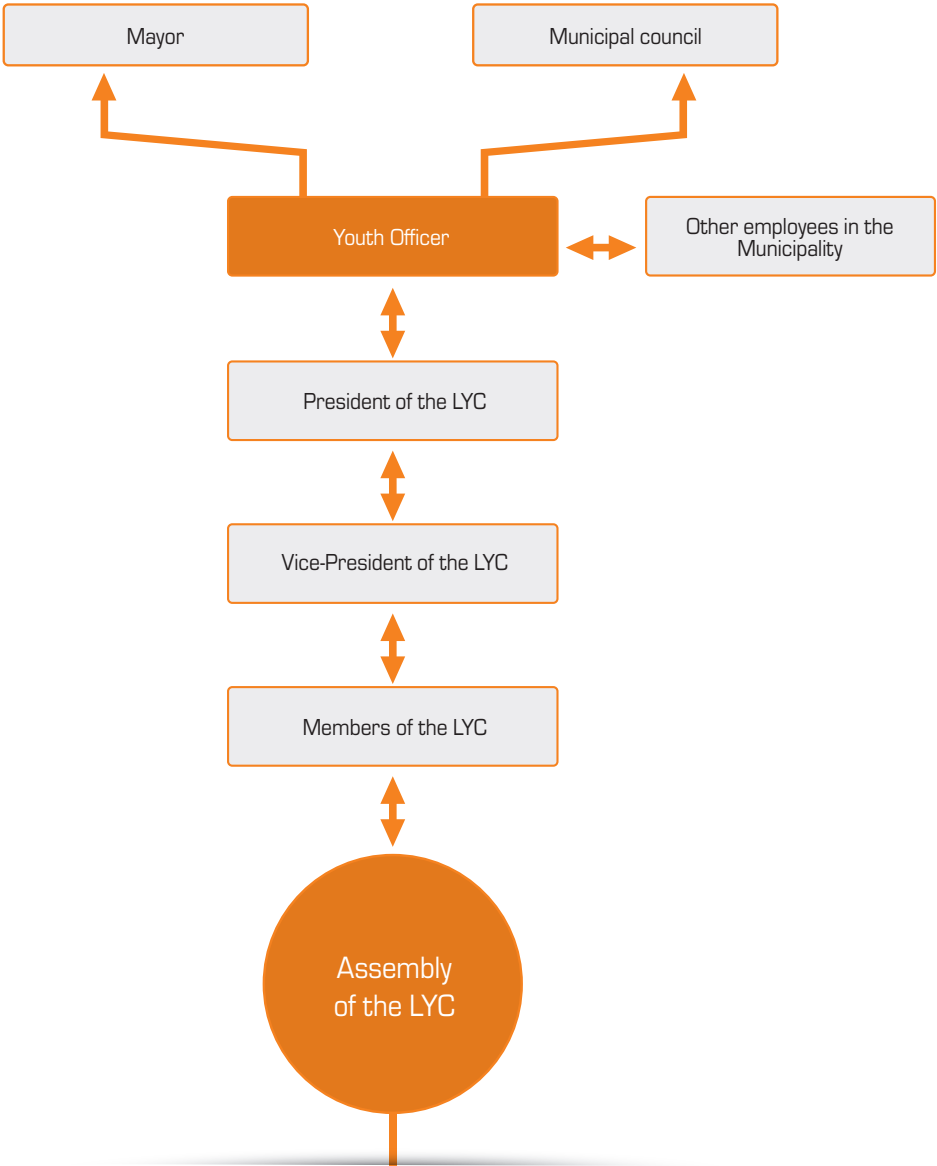 Mayor
Municipal council
Youth Officer
Other employees in the
Municipality
President of the LYC
Vice-President of the LYC
Members of the LYC
Assembly
of the LYC